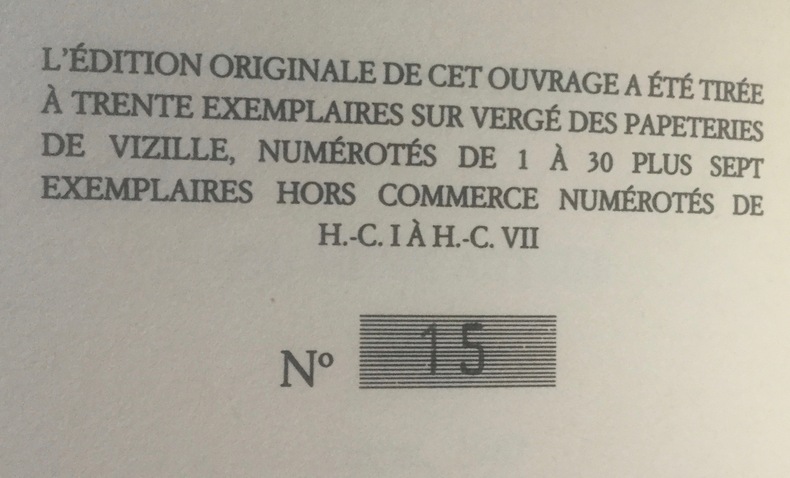 L'ÉDITION ORIGINALE DE CET OUVRAGE A ÉTÉ TIRÉE
À TRENTE EXEMPLAIRES SUR VERGÉ DES PAPETERIES
DE VIZILLE, NUMÉROTÉS DE 1 À 30 PLUS SEPT
EXEMPLAIRES HORS COMMERCE NUMÉROTÉS DE
H.-C. I À H.-C. VII
Nº 15